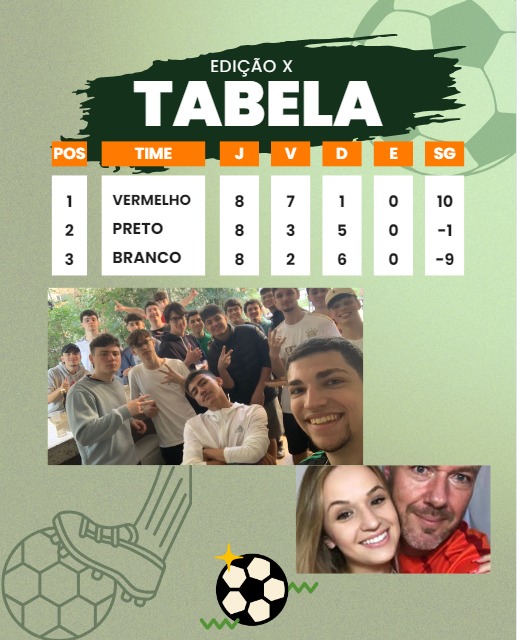 EDIÇÃO X
TABELA
POS TIME J V D E SG
1 VERMELHO 8 7 1 0 10
2 PRETO 8 3 5 0 -1
3 BRANCO 8 2 6 0 -9